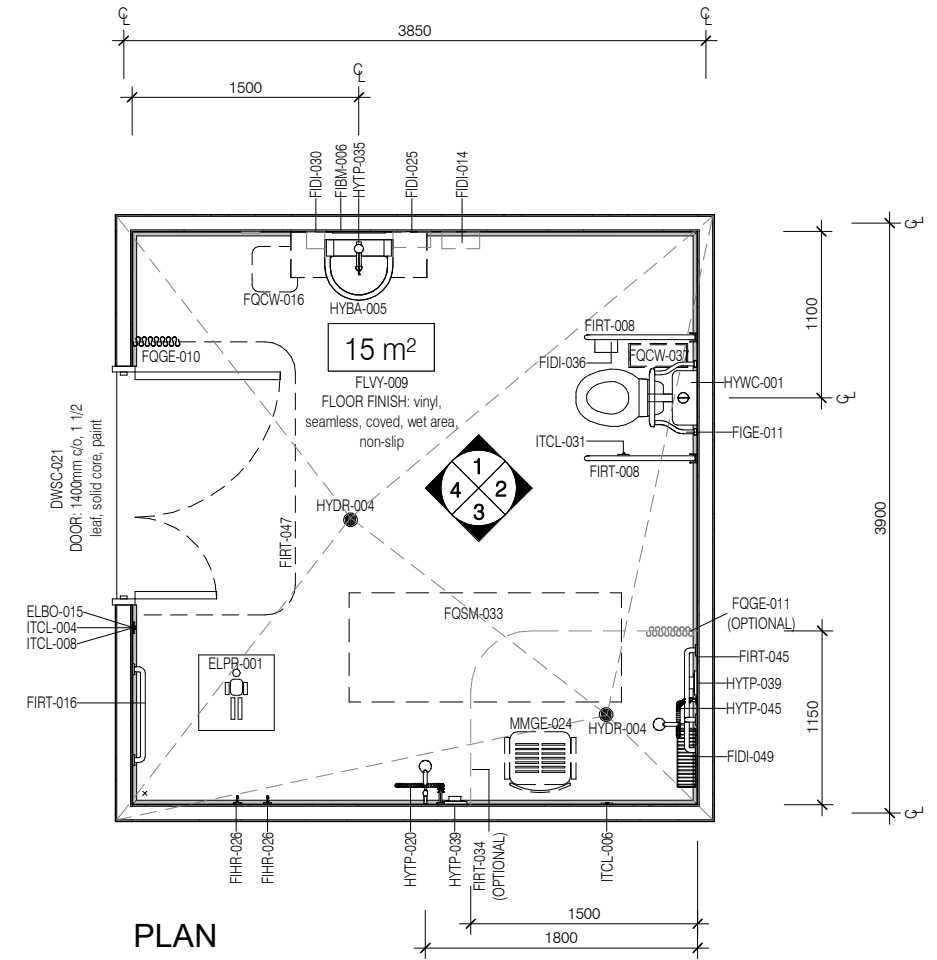 3850
1500
FIDI-030
FIBM-006
HYTP-035
FIDI-025
FIDI-014
FQCW-016
HYBA-005
15 m²
FLVY-009
FLOOR FINISH: vinyl,
seamless, coved, wet area,
non-slip
FQGE-010
FIRT-008
FIDI-036
FQCW-037
HYWC-001
FIGE-011
ITCL-031
FIRT-008
1100
3900
DWSC-021
DOOR: 1400mm c/o, 1 1/2
leaf, solid core, paint
1
4 2
3
HYDR-004
FIRT-047
ELBO-015
ITCL-004
ITCL-008
FQSM-033
FQGE-011
(OPTIONAL)
ELPR-001
FIRT-016
FIRT-045
HYTP-039
HYTP-045
FIDI-049
1150
MMGE-024
HYDR-004
x
FIHR-026
FIHR-026
HYTP-020
HYTP-039
FIRT-034
(OPTIONAL)
ITCL-006
1500
1800
PLAN